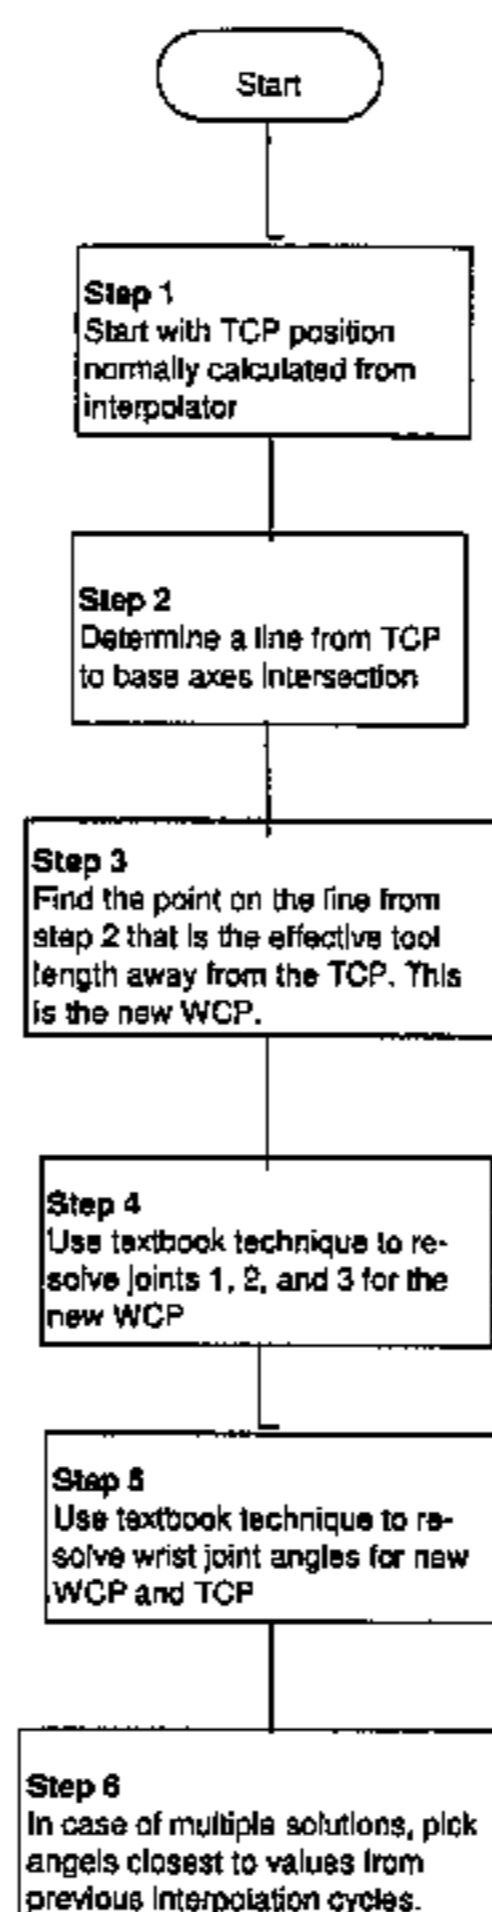 Start
Step 1
Start with TCP position
normally calculated from
interpolator
Step 2
Determine a line from TCP
to base axes intersection
Step 3
Find the point on the line from
step 2 that is the effective tool
length away from the TCP. This
is the new WCP.
Step 4
Use textbook technique to re-
solve joints 1, 2, and 3 for the
new WCP
Step 5
Use textbook technique to re-
solve wrist joint angles for new
WCP and TCP
Step 6
In case of multiple solutions, pick
angels closest to values from
previous interpolation cycles.